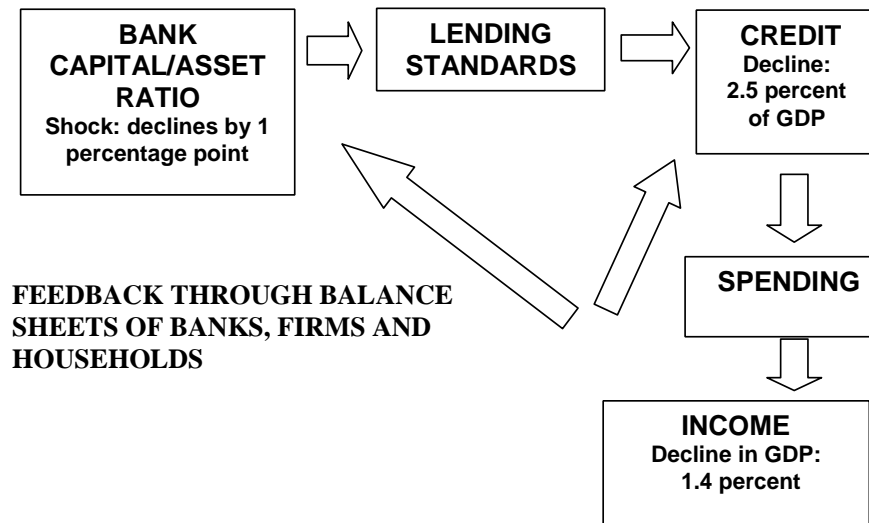 BANK
CAPITAL/ASSET
RATIO
Shock: declines by 1
percentage point
LENDING
STANDARDS
CREDIT
Decline:
2.5 percent
of GDP
SPENDING
FEEDBACK THROUGH BALANCE
SHEETS OF BANKS, FIRMS AND
HOUSEHOLDS
INCOME
Decline in GDP:
1.4 percent